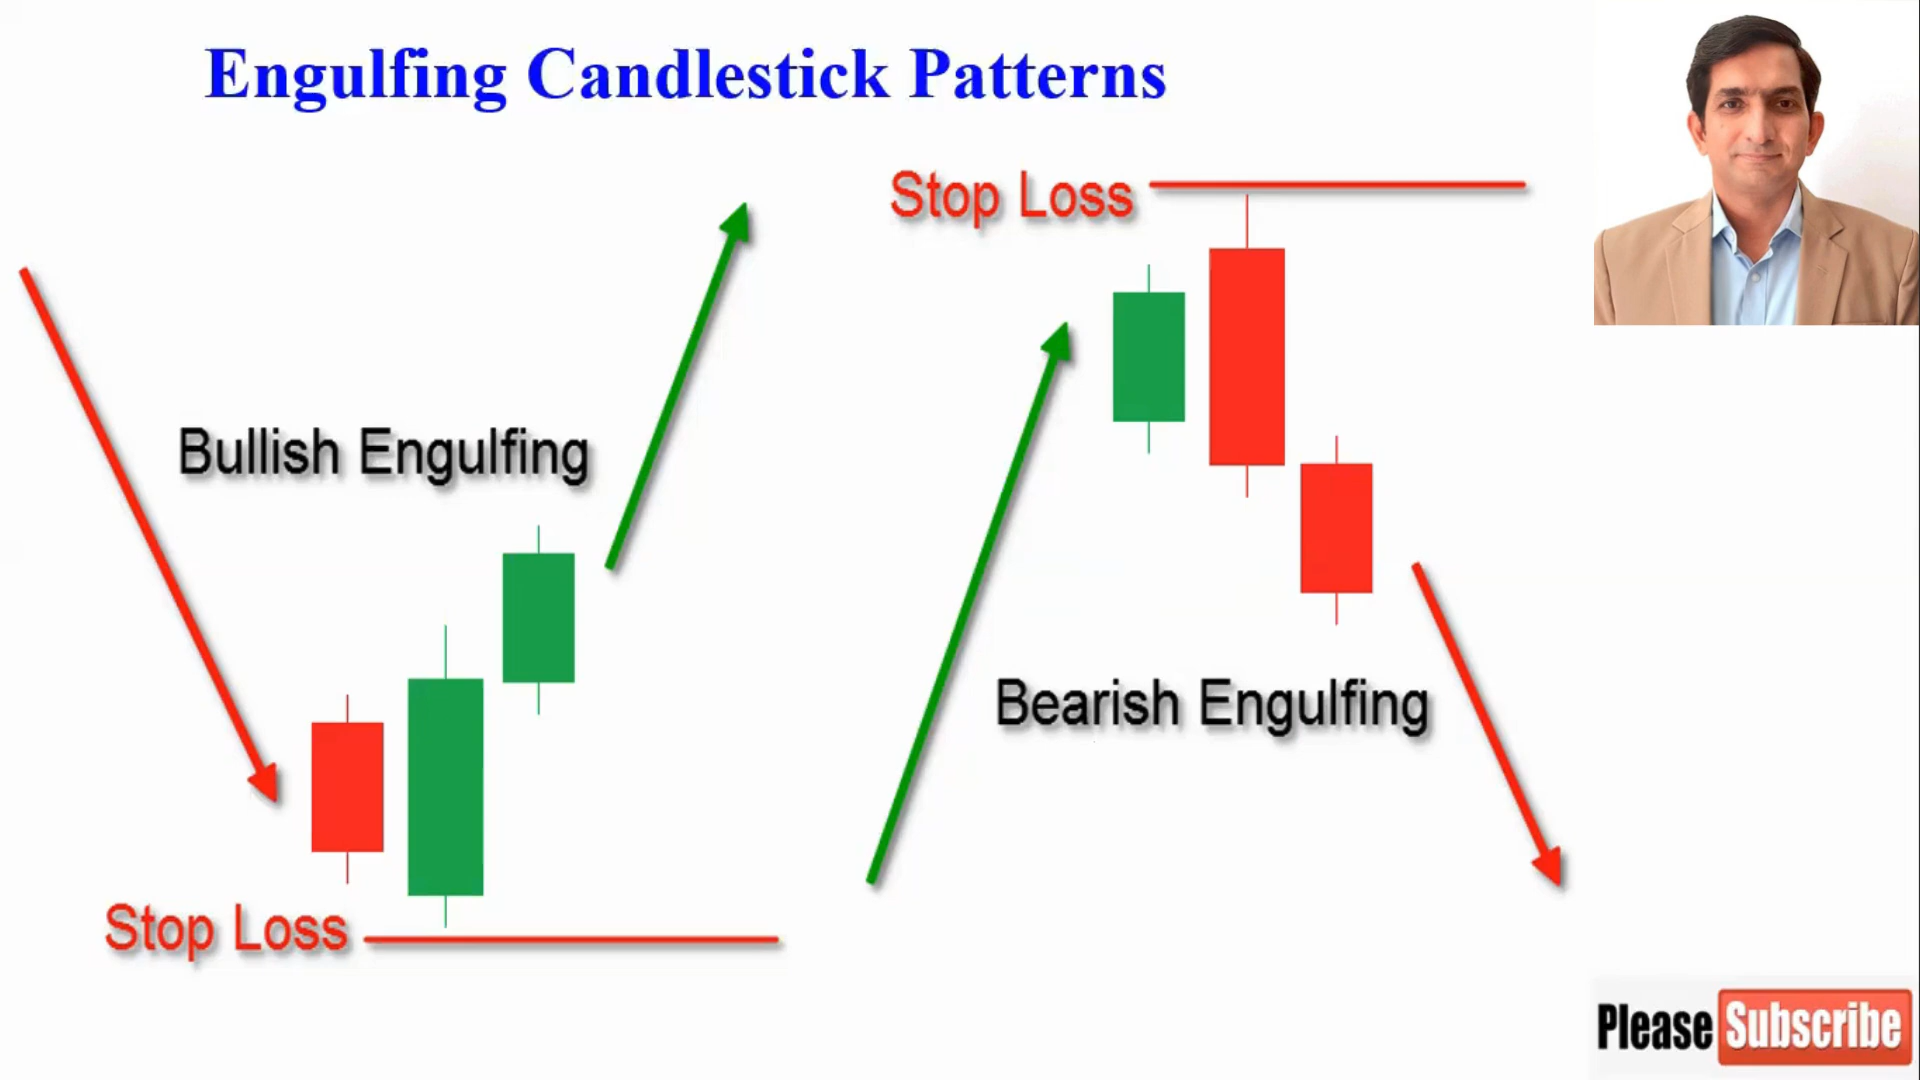 Engulfing Candlestick Patterns
Stop Loss
Bullish Engulfing
Bearish Engulfing
Stop Loss
Please Subscribe